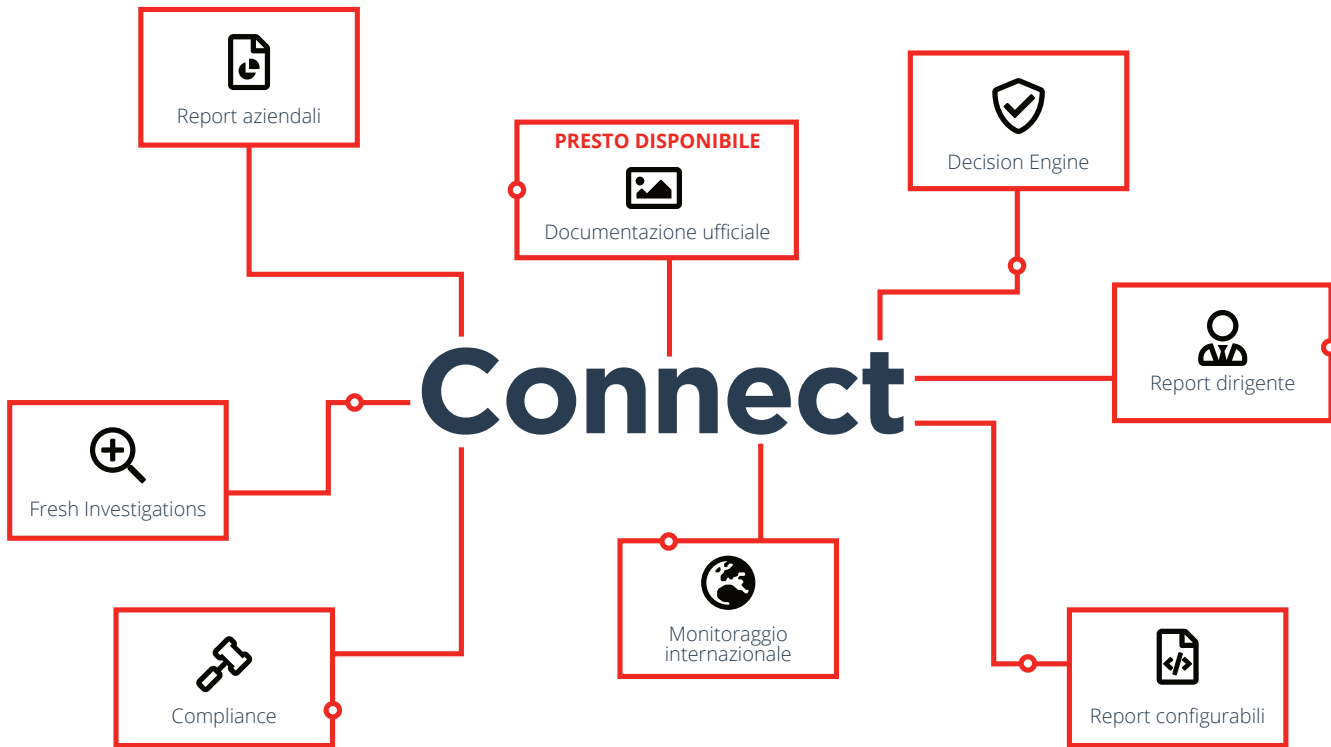 Report aziendali
PRESTO DISPONIBILE
Documentazione ufficiale
Decision Engine
Report dirigente
Connect
Fresh Investigations
Monitoraggio
internazionale
Compliance
Report configurabili